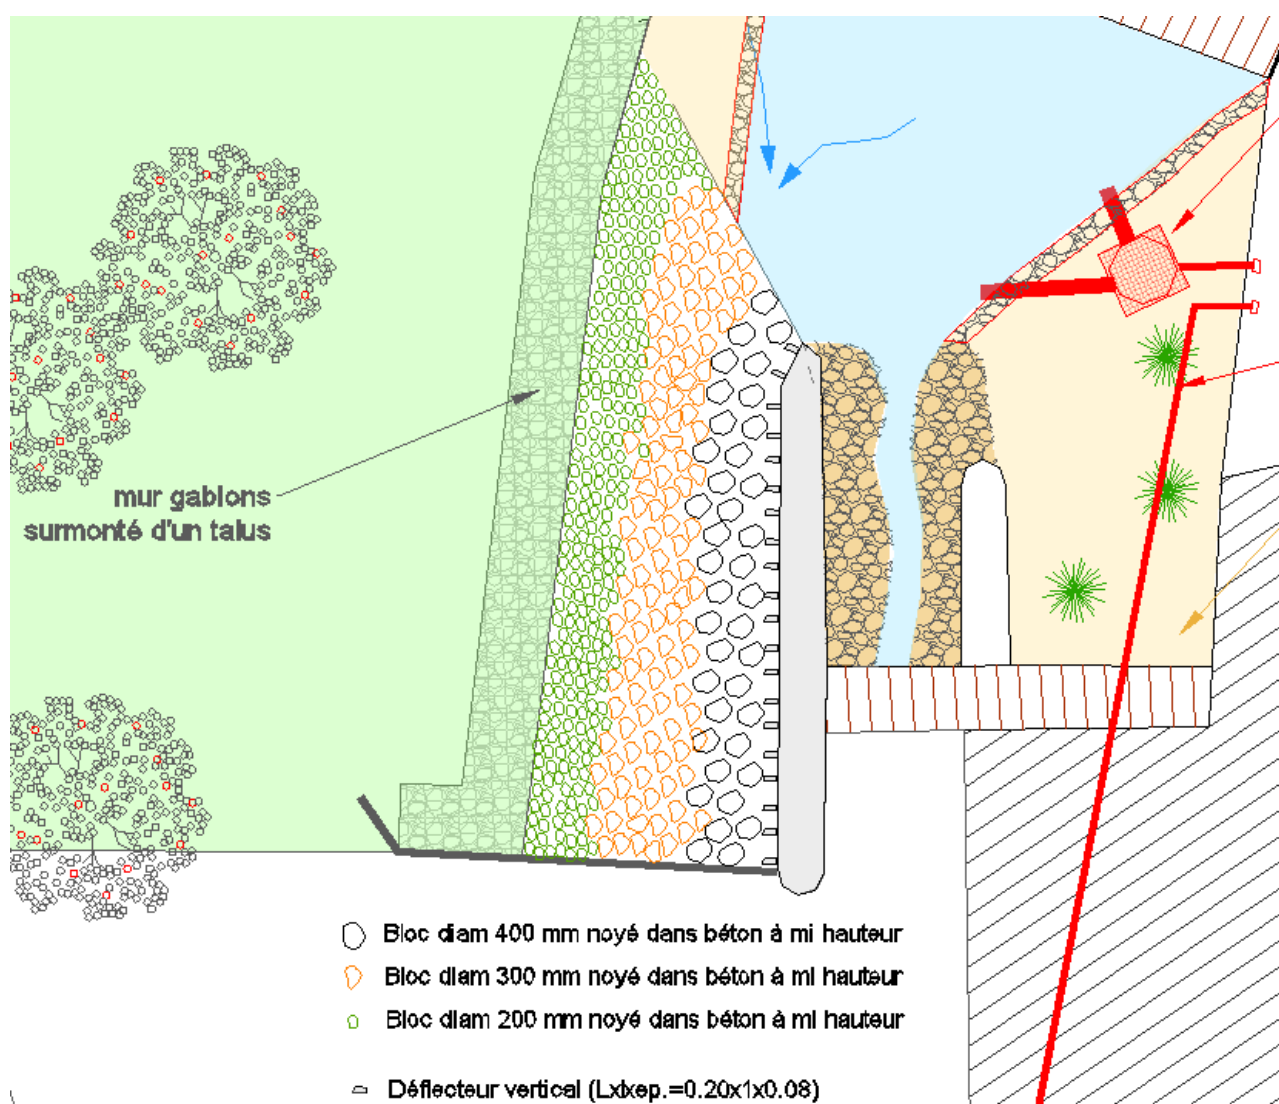 mur gabions
surmonté d'un talus
Bloc diam 400 mm noyé dans béton à mi hauteur
Bloc diam 300 mm noyé dans béton à mi hauteur
Bloc diam 200 mm noyé dans béton à mi hauteur
Déflecteur vertical (Lxlxep.=0.20x1x0.08)